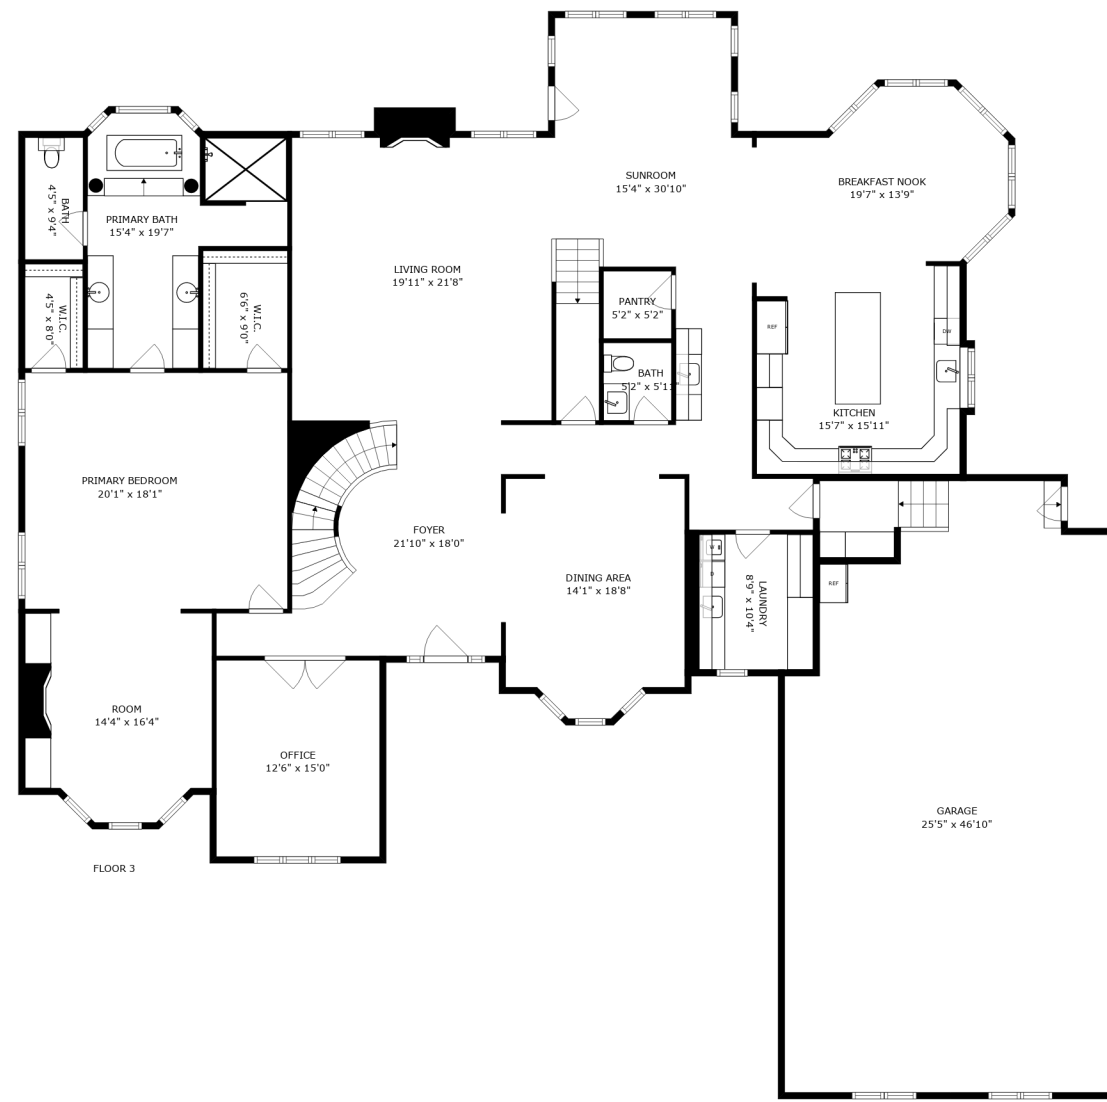 SUNROOM
15'4" x 30'10"
BREAKFAST NOOK
19'7" x 13'9"
BATH
4'5" x 9'4"
PRIMARY BATH
15'4" x 19'7"
LIVING ROOM
19'11" x 21'8"
W.I.C.
4'5" x 8'0"
W.I.C.
6'6" x 9'0"
PANTRY
5'2" x 5'2"
REF
DW
BATH
5'2" x 5'11"
KITCHEN
15'7" x 15'11"
PRIMARY BEDROOM
20'1" x 18'1"
FOYER
21'10" x 18'0"
DINING AREA
14'1" x 18'8"
W
D
LAUNDRY
8'9" x 10'4"
REF
ROOM
14'4" x 16'4"
OFFICE
12'6" x 15'0"
GARAGE
25'5" x 46'10"
FLOOR 3